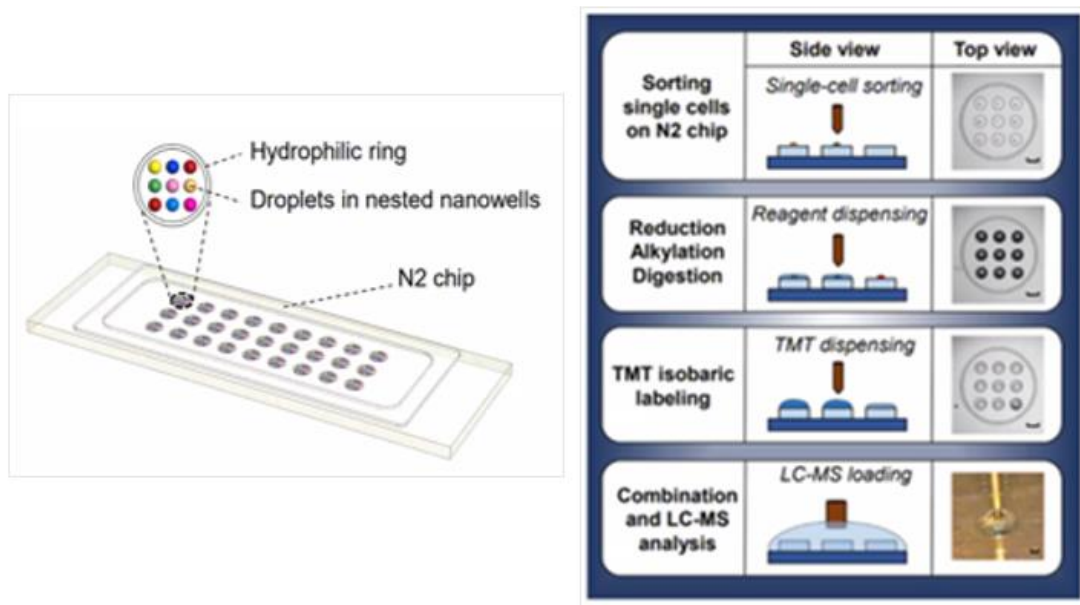 Hydrophilic ring
Droplets in nested nanowells
N2 chip
Side view
Top view
Sorting
single cells
on N2 chip
Single-cell sorting
Reduction
Alkylation
Digestion
Reagent dispensing
TMT isobaric
labeling
TMT dispensing
Combination
and LC-MS
analysis
LC-MS loading